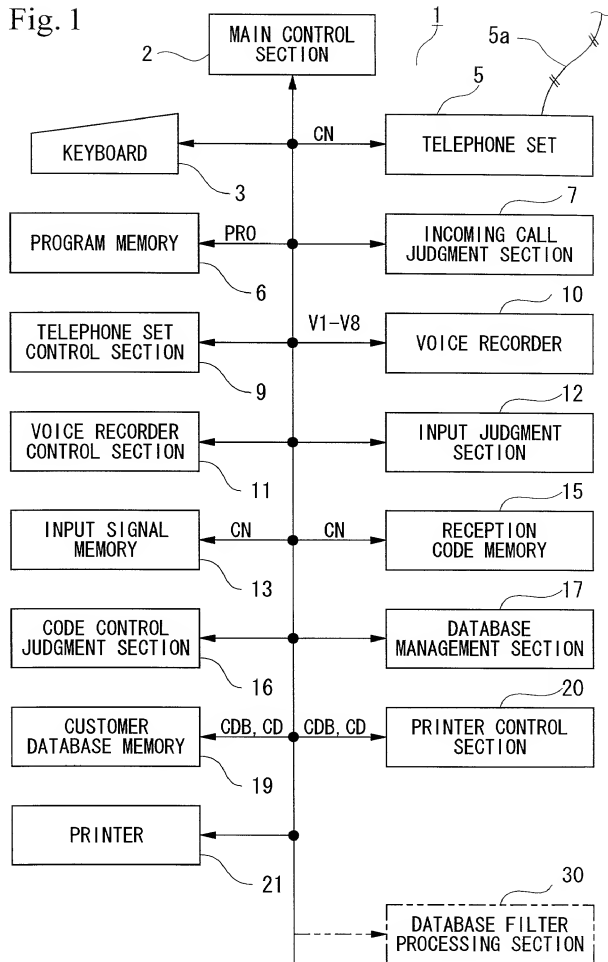 Fig. 1
MAIN CONTROL
SECTION
2
1
5a
5
KEYBOARD
3
CN
TELEPHONE SET
PROGRAM MEMORY
6
PRO
7
INCOMING CALL
JUDGMENT SECTION
TELEPHONE SET
CONTROL SECTION
9
V1-V8
10
VOICE RECORDER
VOICE RECORDER
CONTROL SECTION
11
12
INPUT JUDGMENT
SECTION
INPUT SIGNAL
MEMORY
13
CN
CN
15
RECEPTION
CODE MEMORY
CODE CONTROL
JUDGMENT SECTION
16
17
DATABASE
MANAGEMENT SECTION
CUSTOMER
DATABASE MEMORY
19
CDB, CD
CDB, CD
20
PRINTER CONTROL
SECTION
PRINTER
21
30
DATABASE FILTER
PROCESSING SECTION